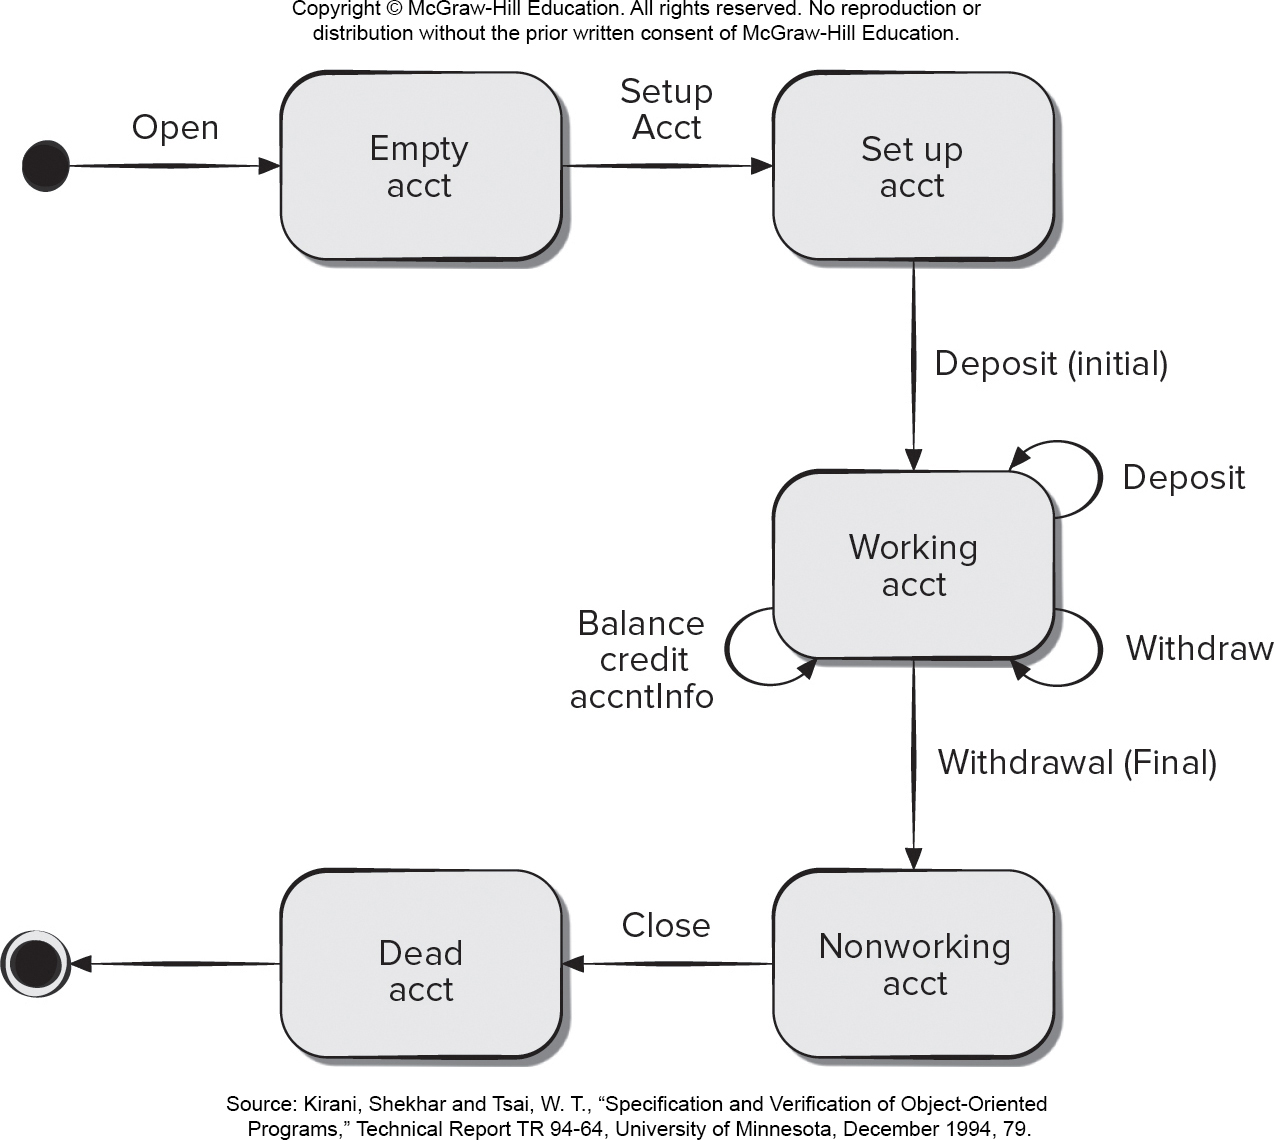 Copyright © McGraw-Hill Education. All rights reserved. No reproduction or
distribution without the prior written consent of McGraw-Hill Education.
Open
Empty
acct
Setup
Acct
Set up
acct
Deposit (initial)
Deposit
Working
acct
Balance
credit
accntInfo
Withdraw
Withdrawal (Final)
Dead
acct
Close
Nonworking
acct
Source: Kirani, Shekhar and Tsai, W. T., “Specification and Verification of Object-Oriented
Programs,” Technical Report TR 94-64, University of Minnesota, December 1994, 79.